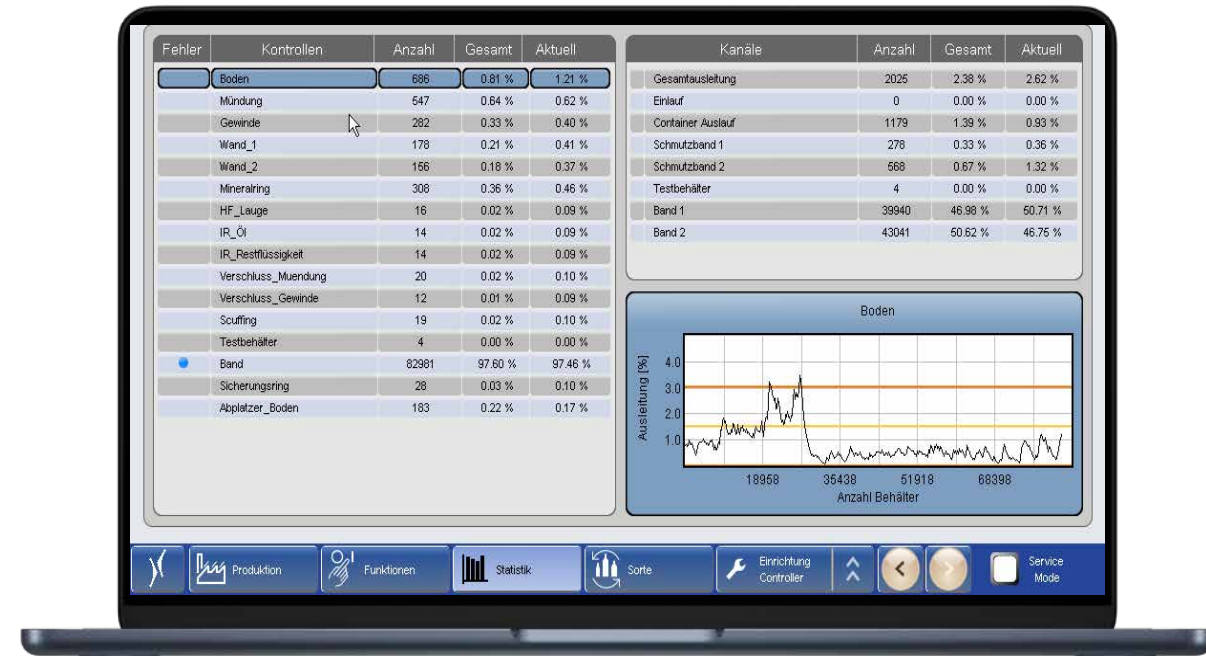 Fehler Kontrollen Anzahl Gesamt Aktuell
Boden 686 0.81 % 1.21 %
Mündung 547 0.64 % 0.62 %
Gewinde 282 0.33 % 0.40 %
Wand_1 178 0.21 % 0.41 %
Wand_2 156 0.18 % 0.37 %
Mineralring 308 0.36 % 0.46 %
HF_Lauge 16 0.02 % 0.09 %
IR_Öl 14 0.02 % 0.09 %
IR_Restflüssigkeit 14 0.02 % 0.09 %
Verschluss_Muendung 20 0.02 % 0.10 %
Verschluss_Gewinde 12 0.01 % 0.09 %
Scuffing 19 0.02 % 0.10 %
Testbehälter 4 0.00 % 0.00 %
Band 82981 97.60 % 97.46 %
Sicherungsring 28 0.03 % 0.10 %
Abplatzer_Boden 183 0.22 % 0.17 %
Kanäle Anzahl Gesamt Aktuell
Gesamtausleitung 2025 2.38 % 2.62 %
Einlauf 0 0.00 % 0.00 %
Container Auslauf 1179 1.39 % 0.93 %
Schmutzband 1 278 0.33 % 0.36 %
Schmutzband 2 568 0.67 % 1.32 %
Testbehälter 4 0.00 % 0.00 %
Band 1 39940 46.98 % 50.71 %
Band 2 43041 50.62 % 46.75 %
Boden
Ausleitung [%]
4.0
3.0
2.0
1.0
18958 35438 51918 68398
Anzahl Behälter
Produktion Funktionen Statistik Sorte Einrichtung Controller Service Mode